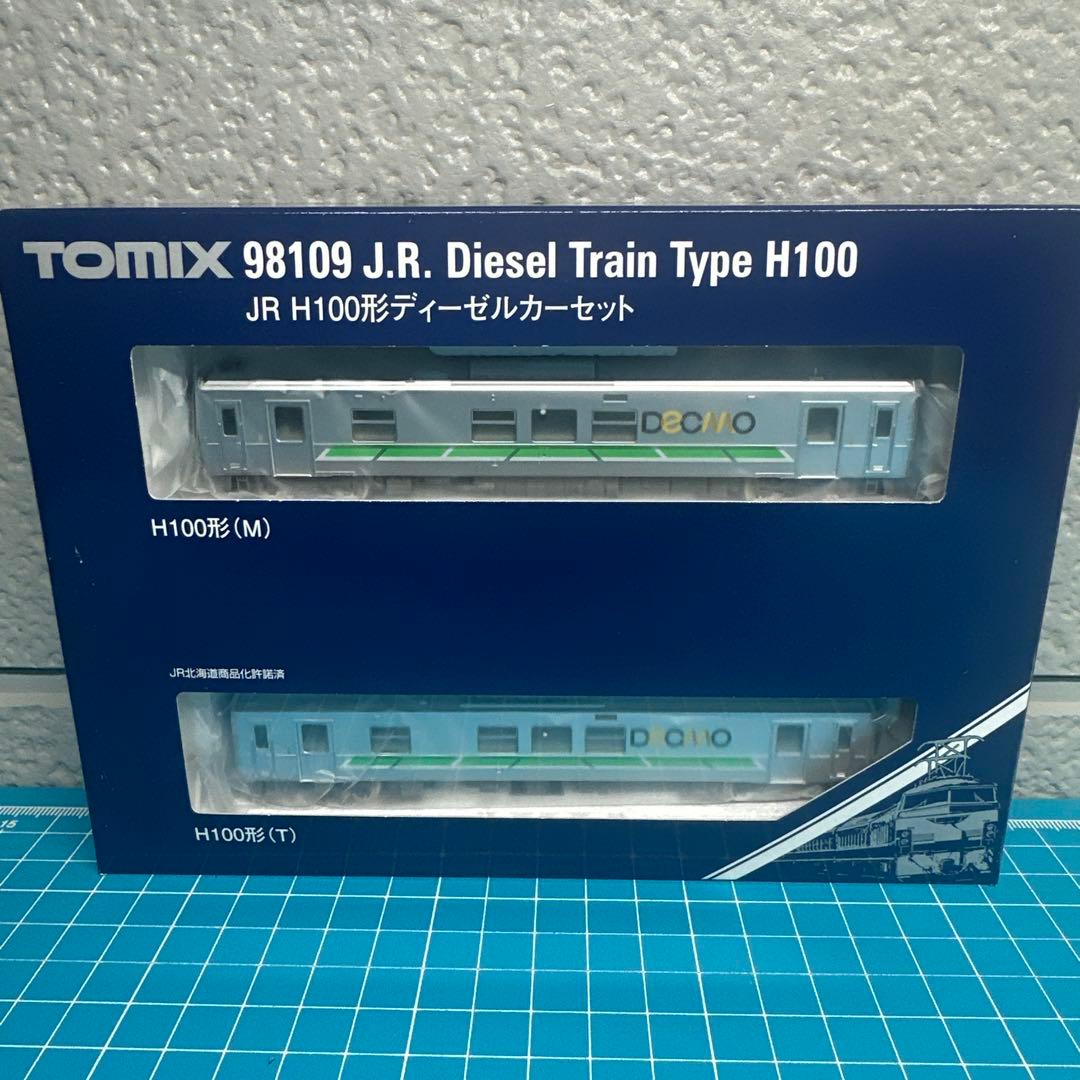 TOMIX 98109 J.R. Diesel Train Type H100
JR H100形ディーゼルカーセット
DECMO
H100形(M)
JR北海道商品化許諾済
DECMO
H100形(T)
15